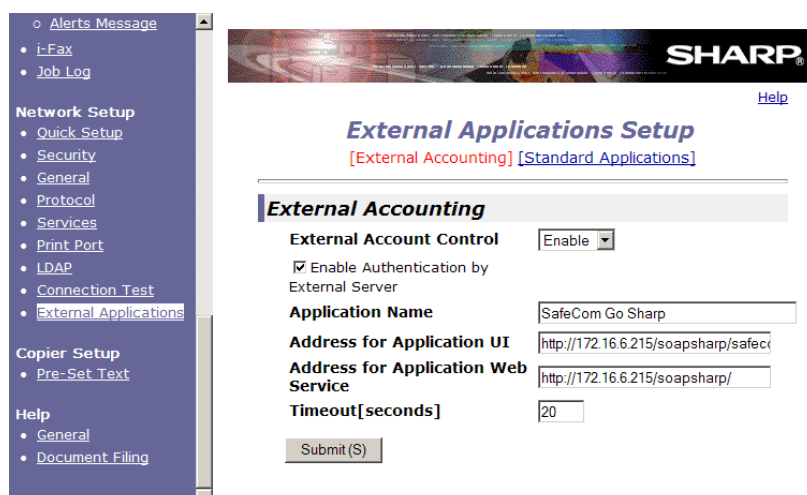 Alerts Message
i-Fax
Job Log
Network Setup
Quick Setup
Security
General
Protocol
Services
Print Port
LDAP
Connection Test
External Applications
Copier Setup
Pre-Set Text
Help
General
Document Filing
SHARP®
Help
External Applications Setup
[External Accounting] [Standard Applications]
External Accounting
External Account Control Enable
Enable Authentication by
External Server
Application Name SafeCom Go Sharp
Address for Application UI http://172.16.6.215/soapsharp/safeco
Address for Application Web
Service http://172.16.6.215/soapsharp/
Timeout[seconds] 20
Submit (S)